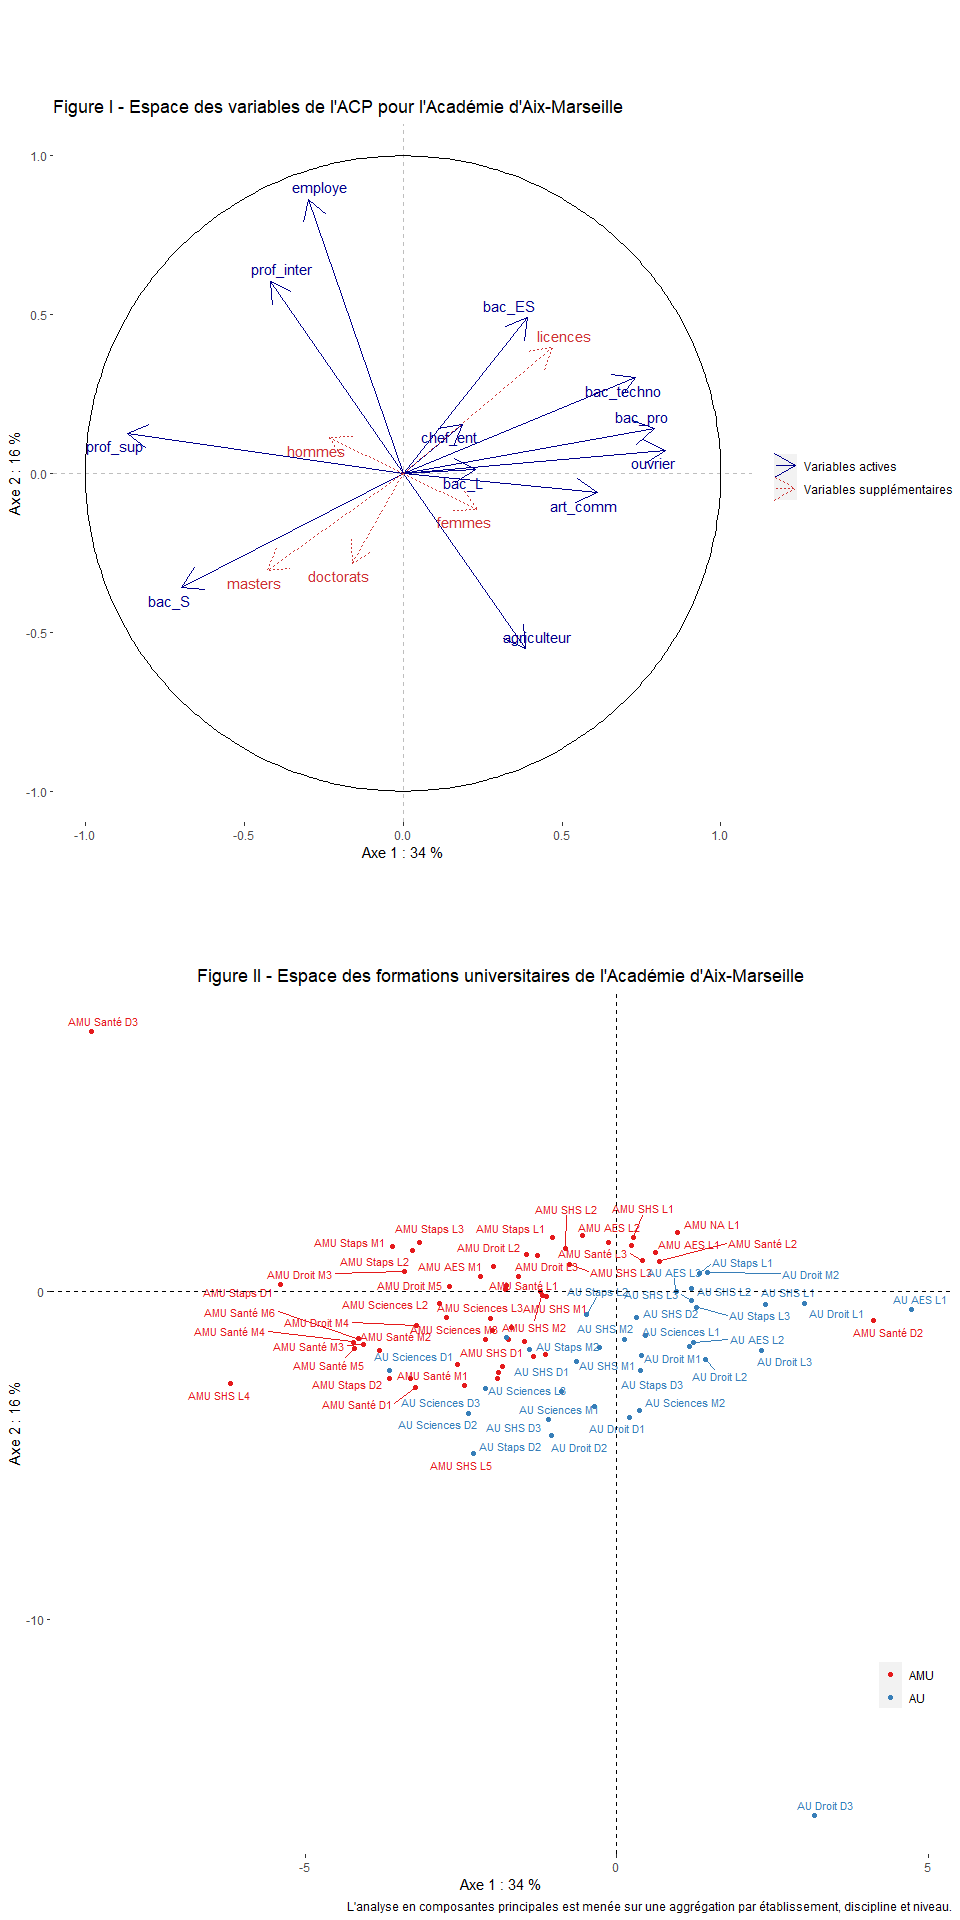 Figure I - Espace des variables de l'ACP pour l'Académie d'Aix-Marseille
1.0
employe
prof_inter
bac_ES
0.5
licences
bac_techno
bac_pro
chef_ent
prof_sup
hommes
ouvrier
Axe 2 : 16 %
0.0
Variables actives
bac_L
Variables supplémentaires
art_comm
femmes
doctorats
masters
bac_S
-0.5
agriculteur
-1.0
-1.0
-0.5
0.0
0.5
1.0
Axe 1 : 34 %
Figure II - Espace des formations universitaires de l'Académie d'Aix-Marseille
AMU Santé D3
AMU SHS L2
AMU SHS L1
AMU Staps L3
AMU Staps L1
AMU AES L2
AMU NA L1
AMU Staps M1
AMU Droit L2
AMU AES L1
AMU Santé L2
AMU Santé L3
AMU Staps L2
AMU AES M1
AMU Droit L3
AU Staps L1
AMU Droit M3
AMU SHS L3
AU AES L3
AU Droit M2
AMU Droit M5
AMU Santé L1
AMU Staps D1
AU Staps L2
AU SHS L3
AU SHS L2
AU SHS L1
0
AU AES L1
AMU Sciences L2
AMU Sciences L3
AMU SHS M1
AU SHS D2
AU Staps L3
AU Droit L1
AMU Santé M6
AMU Droit M4
AMU Sciences M3
AMU SHS M2
AU SHS M2
AU Sciences L1
AMU Santé D2
AMU Santé M4
AMU Santé M2
AU AES L2
AMU Santé M3
AU Staps M2
AMU SHS D1
AU Sciences D1
AU Droit M1
AU Droit L3
AMU Santé M5
AU SHS M1
AU SHS D1
AMU Santé M1
AU Droit L2
AMU Staps D2
AU Staps D3
AMU SHS L4
AU Sciences L3
AMU Santé D1
AU Sciences D3
AU Sciences M2
AU Sciences M1
AU Sciences D2
AU SHS D3
AU Droit D1
AU Staps D2
AU Droit D2
AMU SHS L5
Axe 2 : 16 %
-10
AMU
AU
AU Droit D3
-5
0
5
Axe 1 : 34 %
L'analyse en composantes principales est menée sur une aggrégation par établissement, discipline et niveau.